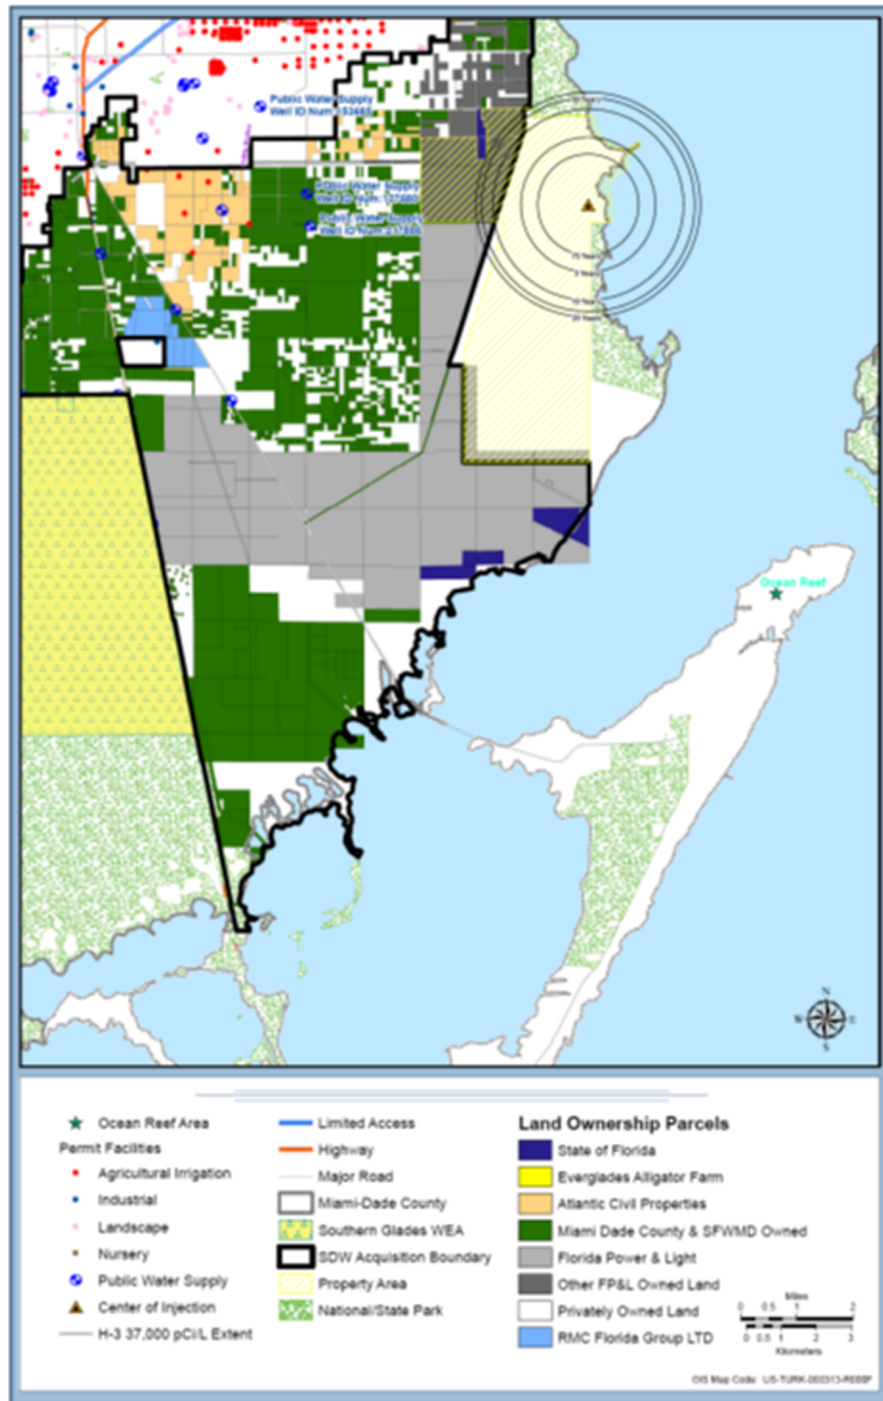 Public Water Supply
Public Water Supply
Public Water Supply
Ocean Reef
N
W
E
S
Ocean Reef Area
Permit Facilities
Agricultural Irrigation
Industrial
Landscape
Nursery
Public Water Supply
Center of Injection
H-3 37,000 pCi/L Extent
Limited Access
Highway
Major Road
Miami-Dade County
Southern Glades WEA
SDW Acquisition Boundary
Property Area
National/State Park
Land Ownership Parcels
State of Florida
Everglades Alligator Farm
Atlantic Civil Properties
Miami Dade County & SFWMD Owned
Florida Power & Light
Other FP&L Owned Land
Privately Owned Land
RMC Florida Group LTD
Miles
0 0.5 1 2
0 0.5 1 2 3
Kilometers
GIS Map Code: